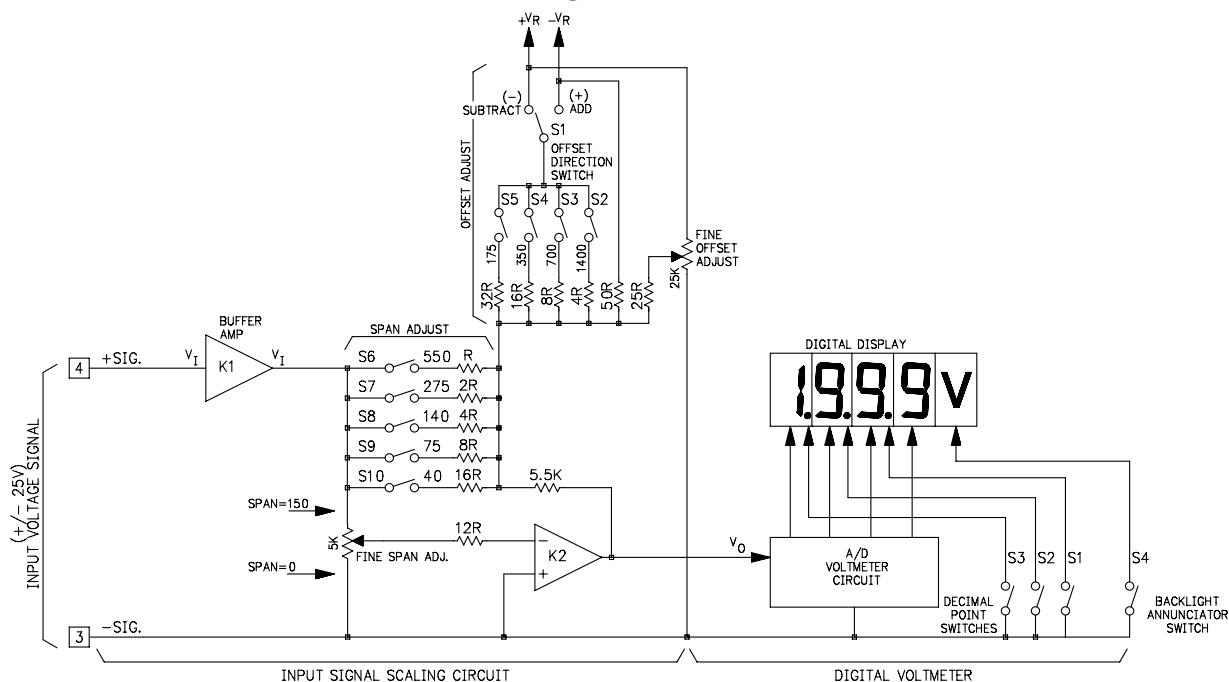 +VR –VR
(–)
SUBTRACT
(+)
ADD
S1
OFFSET
DIRECTION
SWITCH
OFFSET ADJUST
S5 S4 S3 S2
175 350 700 1400
32R 16R 8R 4R 50R 25R
FINE
OFFSET
ADJUST
25K
BUFFER
AMP
SPAN ADJUST
4 +SIG.
VI K1 VI
S6 550 R
S7 275 2R
S8 140 4R
S9 75 8R
S10 40 16R
5.5K
SPAN=150
5K
FINE SPAN ADJ.
12R
SPAN=0
–
+
K2
INPUT VOLTAGE SIGNAL
(+/– 25V)
3 –SIG.
INPUT SIGNAL SCALING CIRCUIT
DIGITAL DISPLAY
1.9.9.9 V
VO
A/D
VOLTMETER
CIRCUIT
S3 S2 S1 S4
DECIMAL
POINT
SWITCHES
BACKLIGHT
ANNUNCIATOR
SWITCH
DIGITAL VOLTMETER